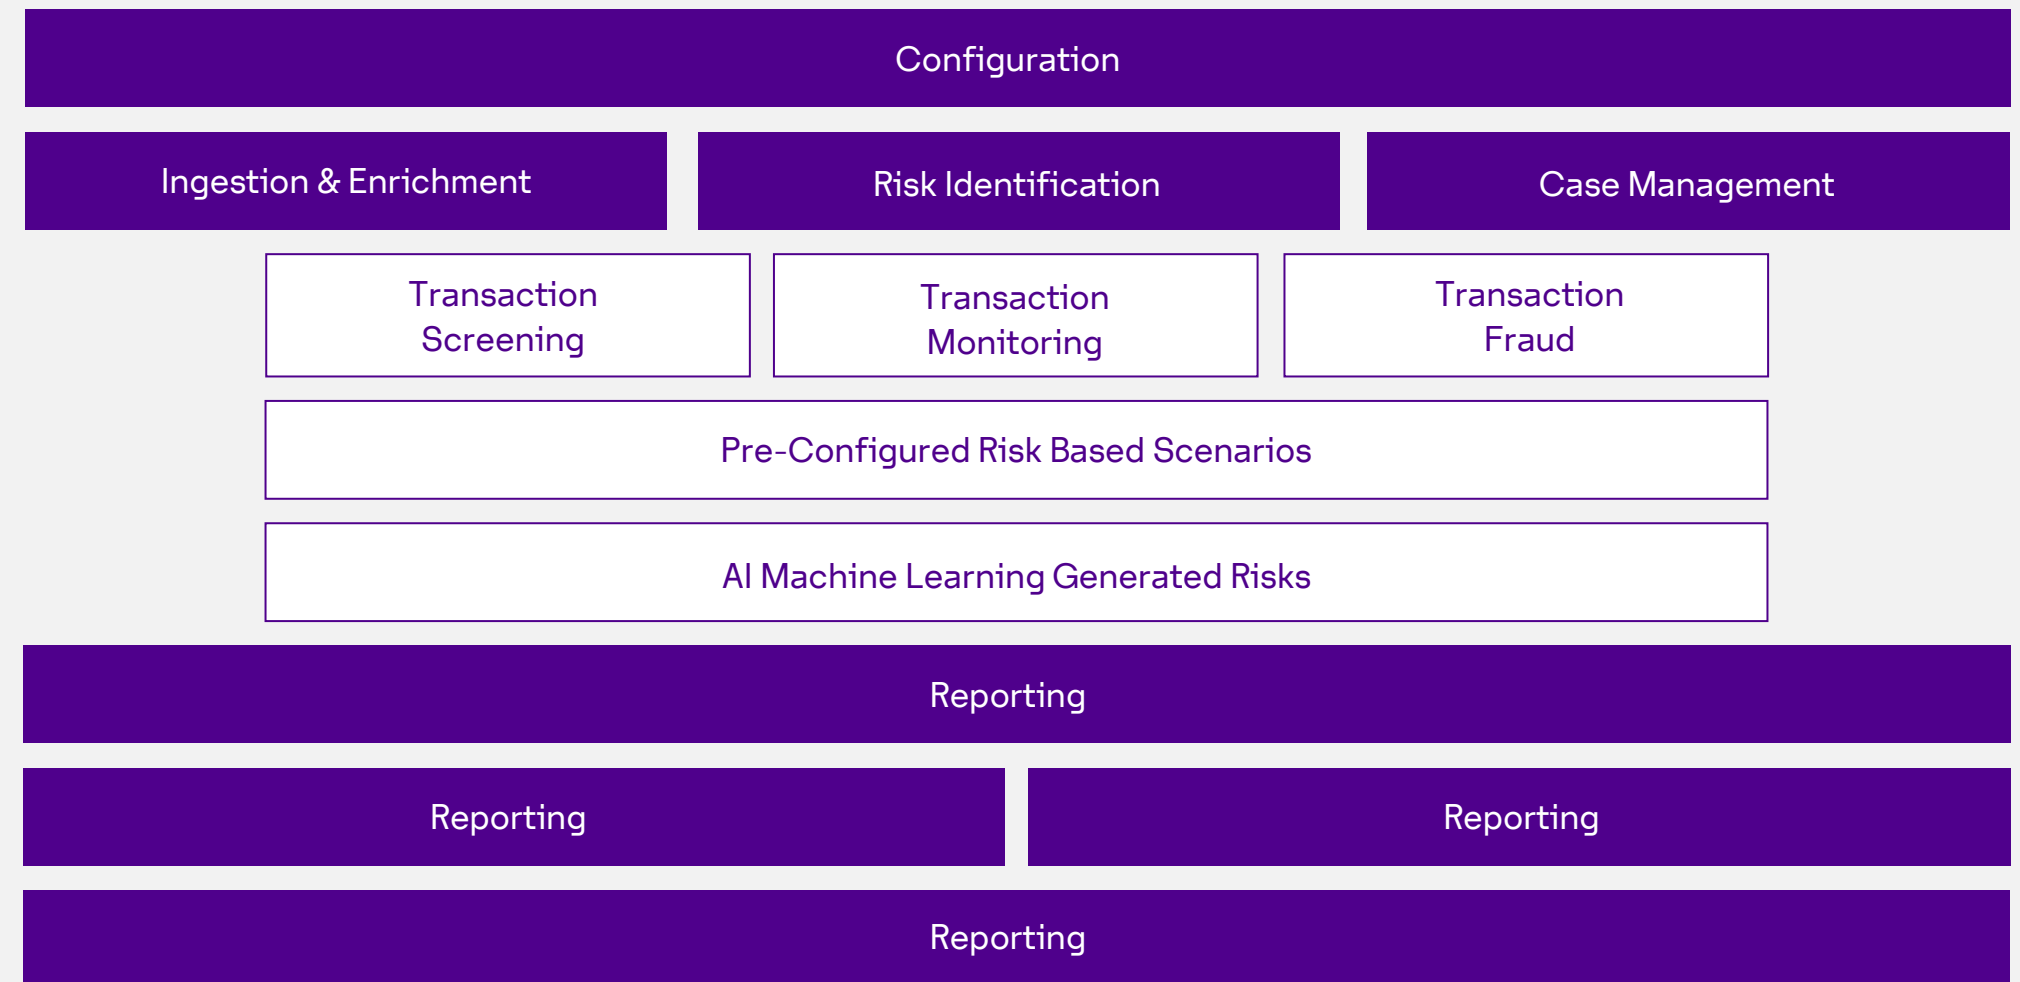 Configuration
Ingestion & Enrichment
Risk Identification
Case Management
Transaction
Screening
Transaction
Monitoring
Transaction
Fraud
Pre-Configured Risk Based Scenarios
AI Machine Learning Generated Risks
Reporting
Reporting
Reporting
Reporting